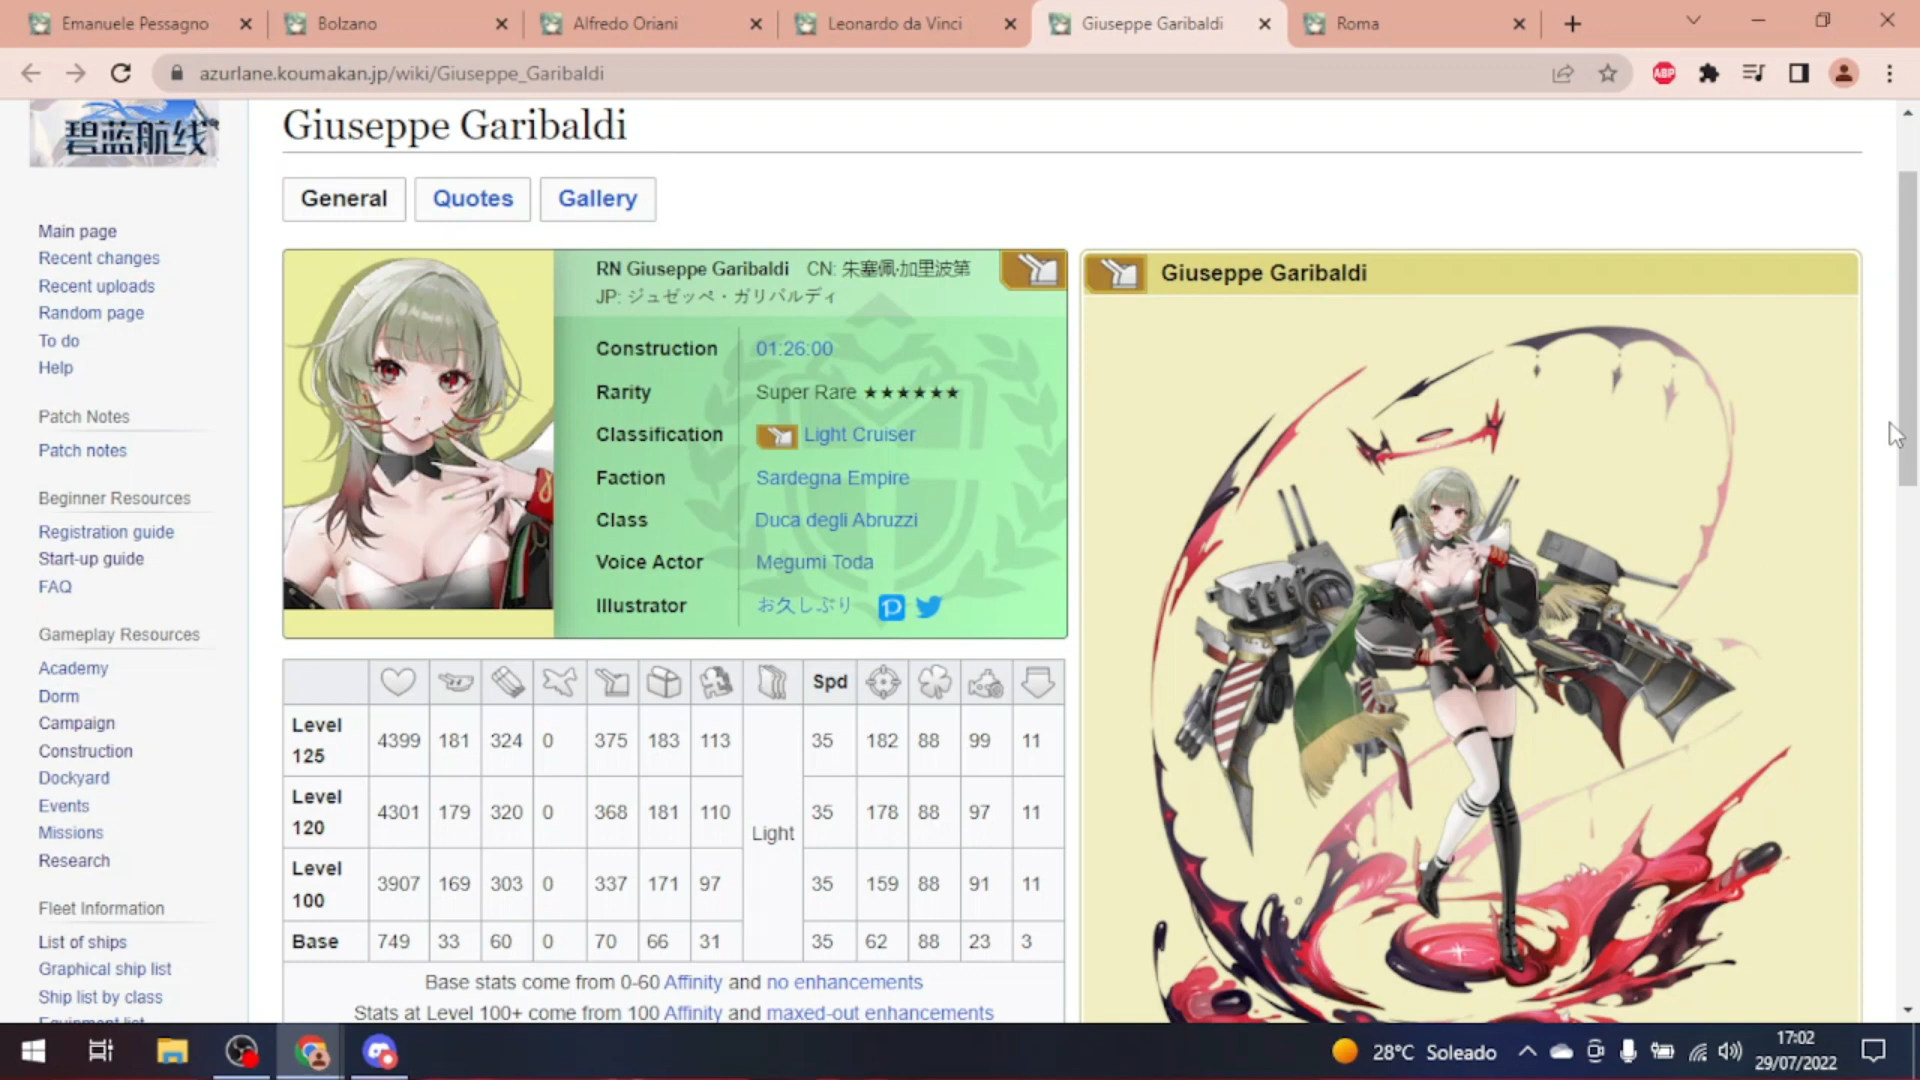 Emanuele Pessagno
Bolzano
Alfredo Oriani
Leonardo da Vinci
Giuseppe Garibaldi
Roma
azurlane.koumakan.jp/wiki/Giuseppe_Garibaldi
ABP
碧蓝航线
Giuseppe Garibaldi
General
Quotes
Gallery
Main page
Recent changes
Recent uploads
Random page
To do
Help
Patch Notes
Patch notes
Beginner Resources
Registration guide
Start-up guide
FAQ
Gameplay Resources
Academy
Dorm
Campaign
Construction
Dockyard
Events
Missions
Research
Fleet Information
List of ships
Graphical ship list
Ship list by class
Equipment list
RN Giuseppe Garibaldi CN: 朱塞佩·加里波第
JP: ジュゼッペ・ガリバルディ
Construction 01:26:00
Rarity Super Rare ★★★★★★
Classification Light Cruiser
Faction Sardegna Empire
Class Duca degli Abruzzi
Voice Actor Megumi Toda
Illustrator お久しぶり
Giuseppe Garibaldi
Spd
Level 125 4399 181 324 0 375 183 113 35 182 88 99 11
Level 120 4301 179 320 0 368 181 110 Light 35 178 88 97 11
Level 100 3907 169 303 0 337 171 97 35 159 88 91 11
Base 749 33 60 0 70 66 31 35 62 88 23 3
Base stats come from 0-60 Affinity and no enhancements
Stats at Level 100+ come from 100 Affinity and maxed-out enhancements
28°C Soleado
17:02
29/07/2022